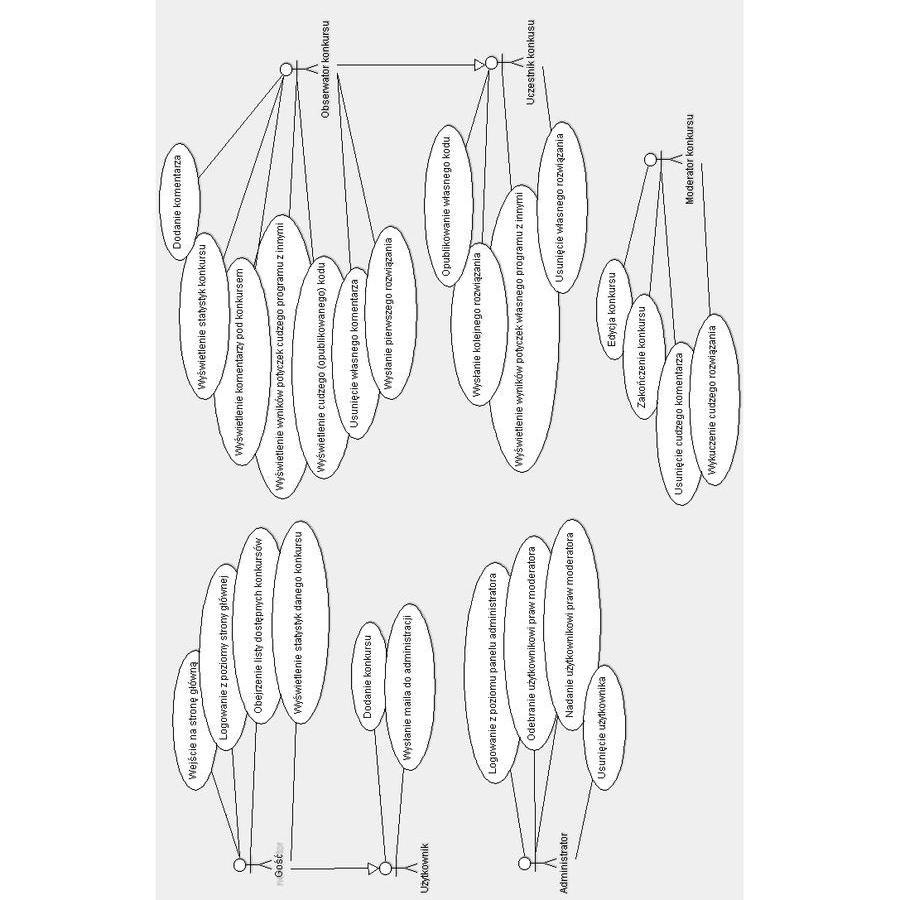 Wejście na stronę główną
Logowanie z poziomy strony głównej
Obejrzenie listy dostępnych konkursów
Wyświetlenie statystyk danego konkursu
Gość
Dodanie konkursu
Wysłanie maila do administracji
Użytkownik
Logowanie z poziomu panelu administratora
Odebranie użytkownikowi praw moderatora
Nadanie użytkownikowi praw moderatora
Usunięcie użytkownika
Administrator
Dodanie komentarza
Wyświetlenie statystyk konkursu
Wyświetlenie komentarzy pod konkursem
Wyświetlenie wyników potyczek cudzego programu z innymi
Wyświetlenie cudzego (opublikowanego) kodu
Usunięcie własnego komentarza
Wysłanie pierwszego rozwiązania
Obserwator konkursu
Opublikowanie własnego kodu
Wysłanie kolejnego rozwiązania
Wyświetlenie wyników potyczek własnego programu z innymi
Usunięcie własnego rozwiązania
Uczestnik konkusu
Edycja konkursu
Zakończenie konkursu
Usunięcie cudzego komentarza
Wykuczenie cudzego rozwiązania
Moderator konkursu